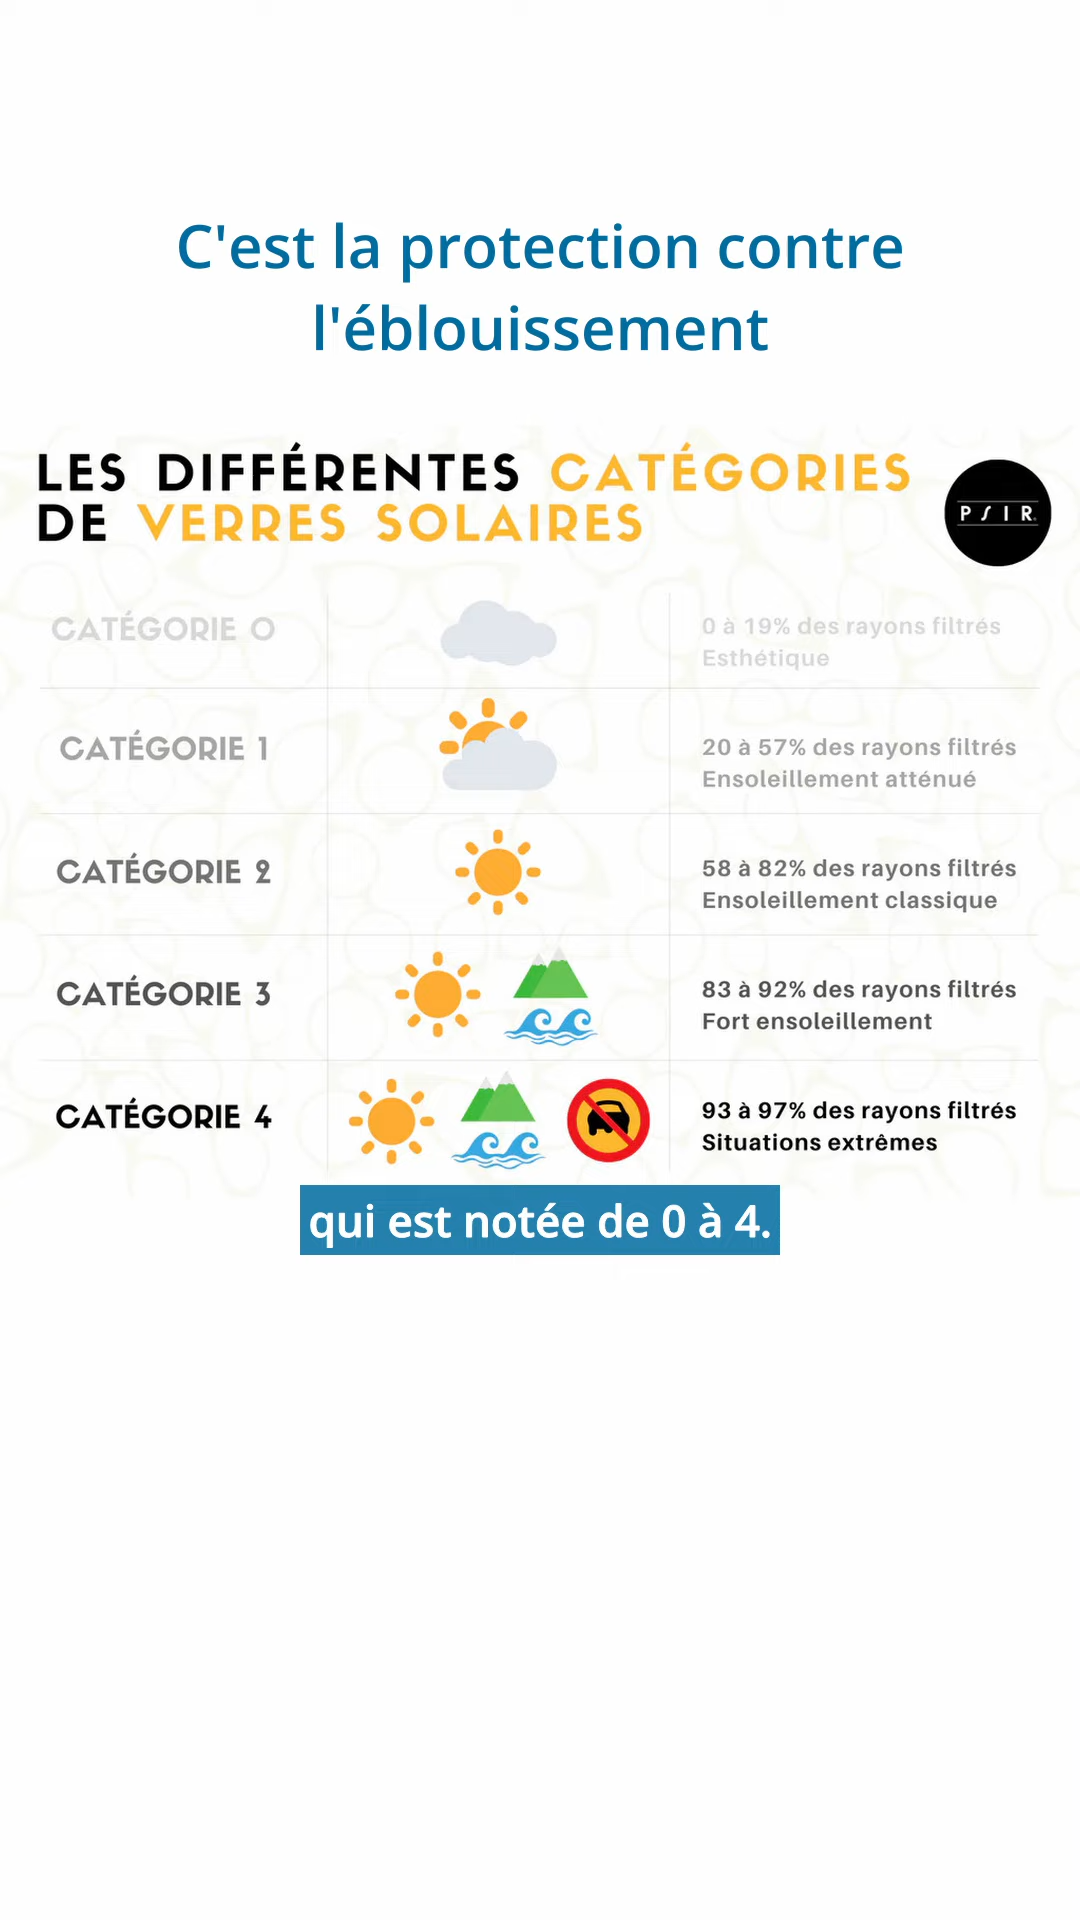 C'est la protection contre
l'éblouissement
LES DIFFÉRENTES CATÉGORIES
DE VERRES SOLAIRES
PSIR
CATÉGORIE 0
0 à 19% des rayons filtrés
Esthétique
CATÉGORIE 1
20 à 57% des rayons filtrés
Ensoleillement atténué
CATÉGORIE 2
58 à 82% des rayons filtrés
Ensoleillement classique
CATÉGORIE 3
83 à 92% des rayons filtrés
Fort ensoleillement
CATÉGORIE 4
93 à 97% des rayons filtrés
Situations extrêmes
qui est notée de 0 à 4.